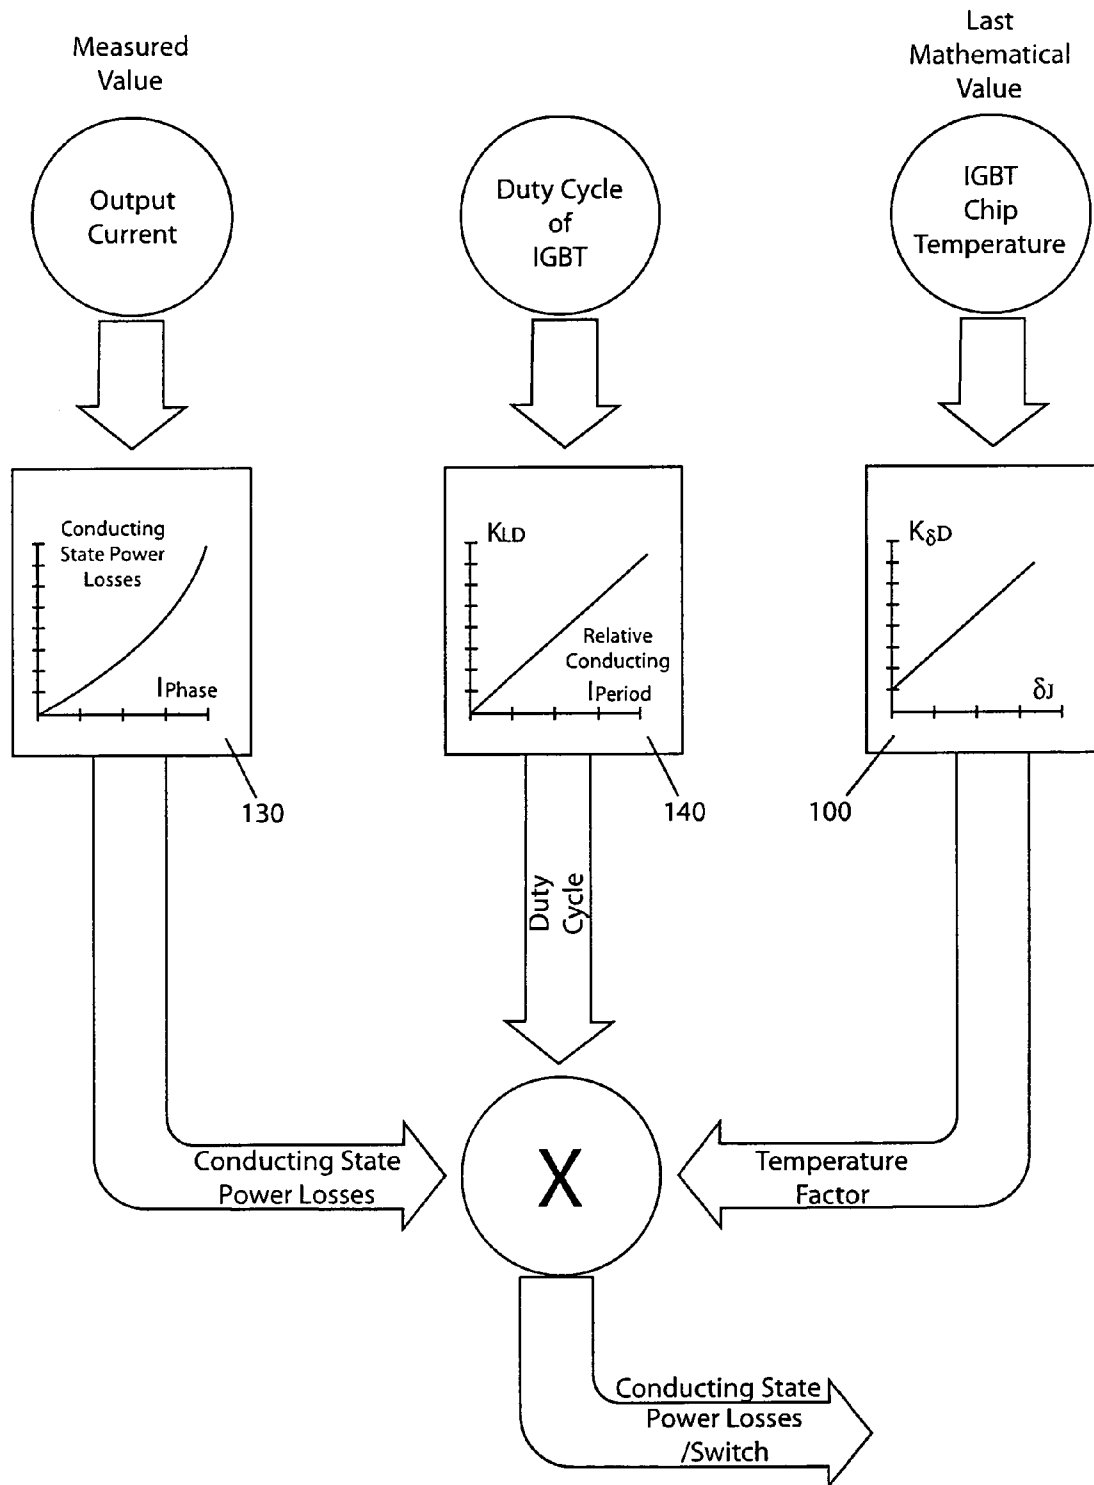 Measured
Value
Last
Mathematical
Value
Output
Current
Duty Cycle
of
IGBT
IGBT
Chip
Temperature
Conducting
State Power
Losses
IPhase
KLD
Relative
Conducting
IPeriod
KδD
δJ
130
140
100
Duty
Cycle
Conducting State
Power Losses
X
Temperature
Factor
Conducting State
Power Losses
/Switch